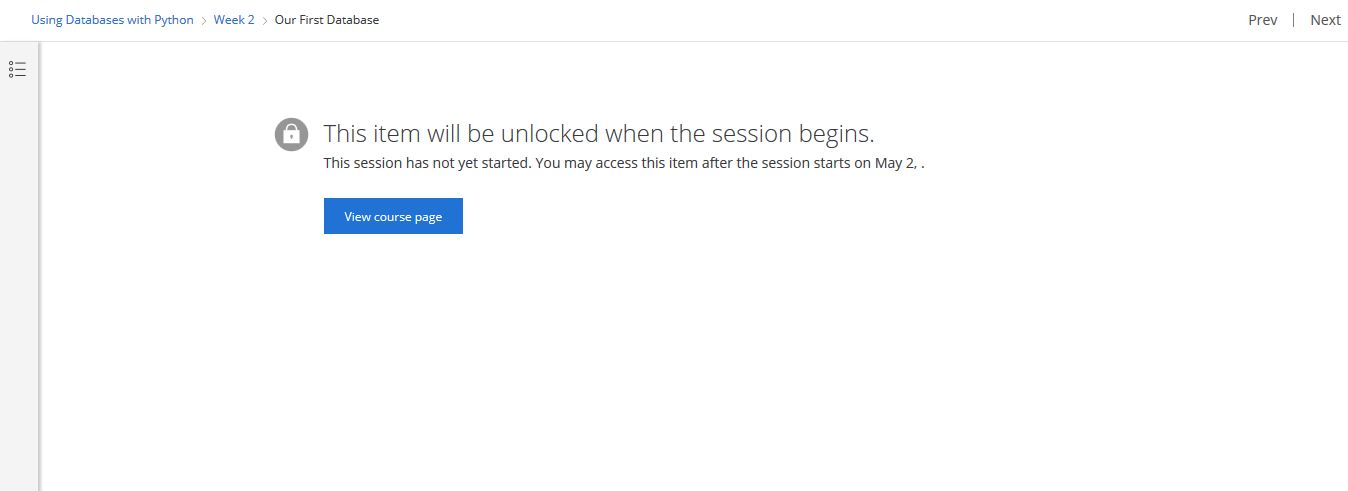 Using Databases with Python > Week 2 > Our First Database
Prev | Next
This item will be unlocked when the session begins.
This session has not yet started. You may access this item after the session starts on May 2, .
View course page